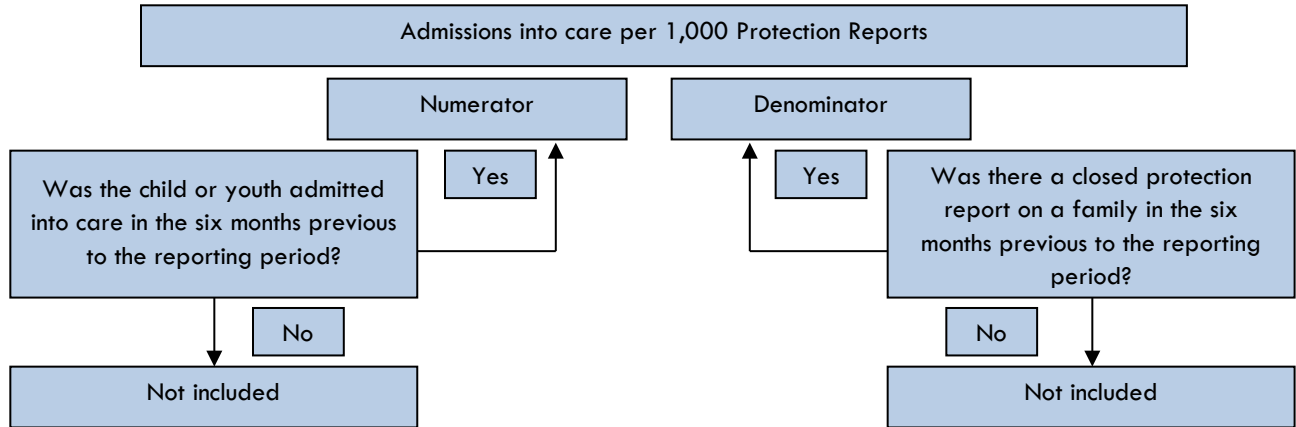 Admissions into care per 1,000 Protection Reports
Numerator
Denominator
Was the child or youth admitted
into care in the six months previous
to the reporting period?
Yes
Yes
Was there a closed protection
report on a family in the six
months previous to the reporting
period?
No
No
Not included
Not included